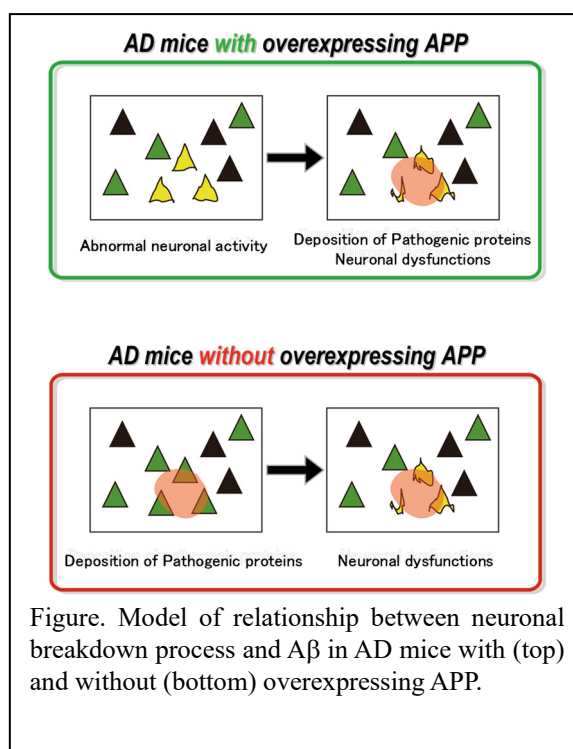 AD mice with overexpressing APP
Abnormal neuronal activity
Deposition of Pathogenic proteins
Neuronal dysfunctions
AD mice without overexpressing APP
Deposition of Pathogenic proteins
Neuronal dysfunctions
Figure. Model of relationship between neuronal
breakdown process and Aβ in AD mice with (top)
and without (bottom) overexpressing APP.